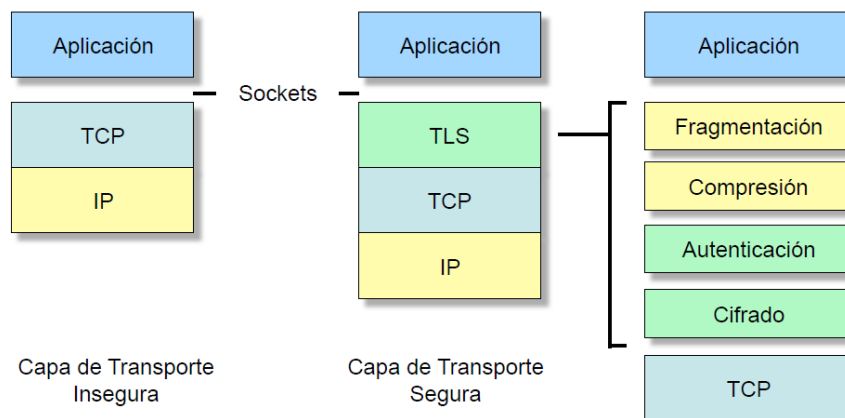 Aplicación
TCP
IP
Capa de Transporte
Insegura
Sockets
Aplicación
TLS
TCP
IP
Capa de Transporte
Segura
Aplicación
Fragmentación
Compresión
Autenticación
Cifrado
TCP